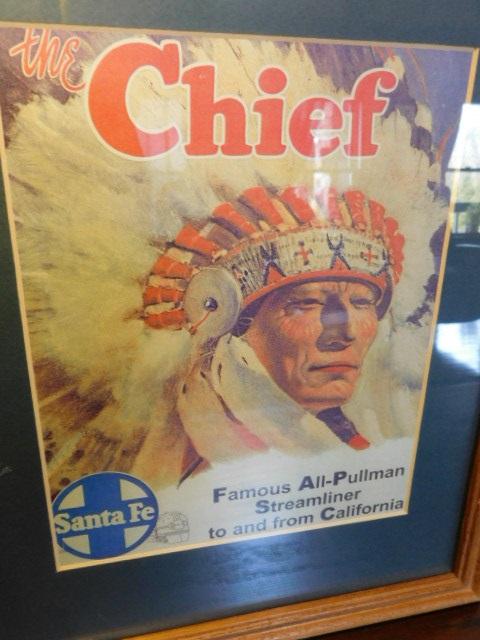 the
Chief
Famous All-Pullman
Streamliner
to and from California
Santa Fe